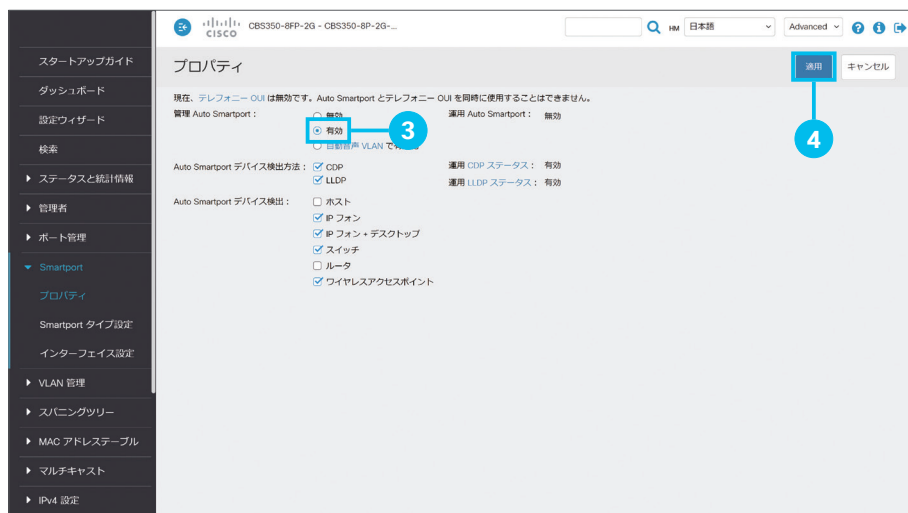 CISCO
CBS350-8FP-2G - CBS350-8P-2G-...
HM
日本語
Advanced
スタートアップガイド
ダッシュボード
設定ウィザード
検索
ステータスと統計情報
管理者
ポート管理
Smartport
プロパティ
Smartport タイプ設定
インターフェイス設定
VLAN 管理
スパニングツリー
MAC アドレステーブル
マルチキャスト
IPv4 設定
プロパティ
適用
キャンセル
4
現在、テレフォニー OUI は無効です。Auto Smartport とテレフォニー OUI を同時に使用することはできません。
管理 Auto Smartport:
無効
有効
3
自動音声 VLAN で
運用 Auto Smartport: 無効
Auto Smartport デバイス検出方法:
CDP
LLDP
運用 CDP ステータス: 有効
運用 LLDP ステータス: 有効
Auto Smartport デバイス検出:
ホスト
IP フォン
IP フォン + デスクトップ
スイッチ
ルータ
ワイヤレスアクセスポイント